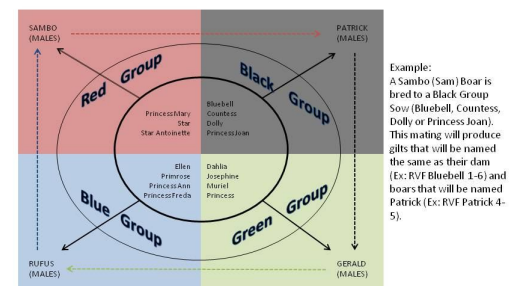 SAMBO
(MALES)
PATRICK
(MALES)
Red Group
Black Group
Princess Mary
Star
Star Antoinette
Bluebell
Countess
Dolly
Princess Joan
Ellen
Primrose
Princess Ann
Princess Freda
Dahlia
Josephine
Muriel
Princess
Blue Group
Green Group
RUFUS
(MALES)
GERALD
(MALES)
Example:
A Sambo (Sam) Boar is
bred to a Black Group
Sow (Bluebell, Countess,
Dolly or Princess Joan).
This mating will produce
gilts that will be named
the same as their dam
(Ex: RVF Bluebell 1-6) and
boars that will be named
Patrick (Ex: RVF Patrick 4-
5).